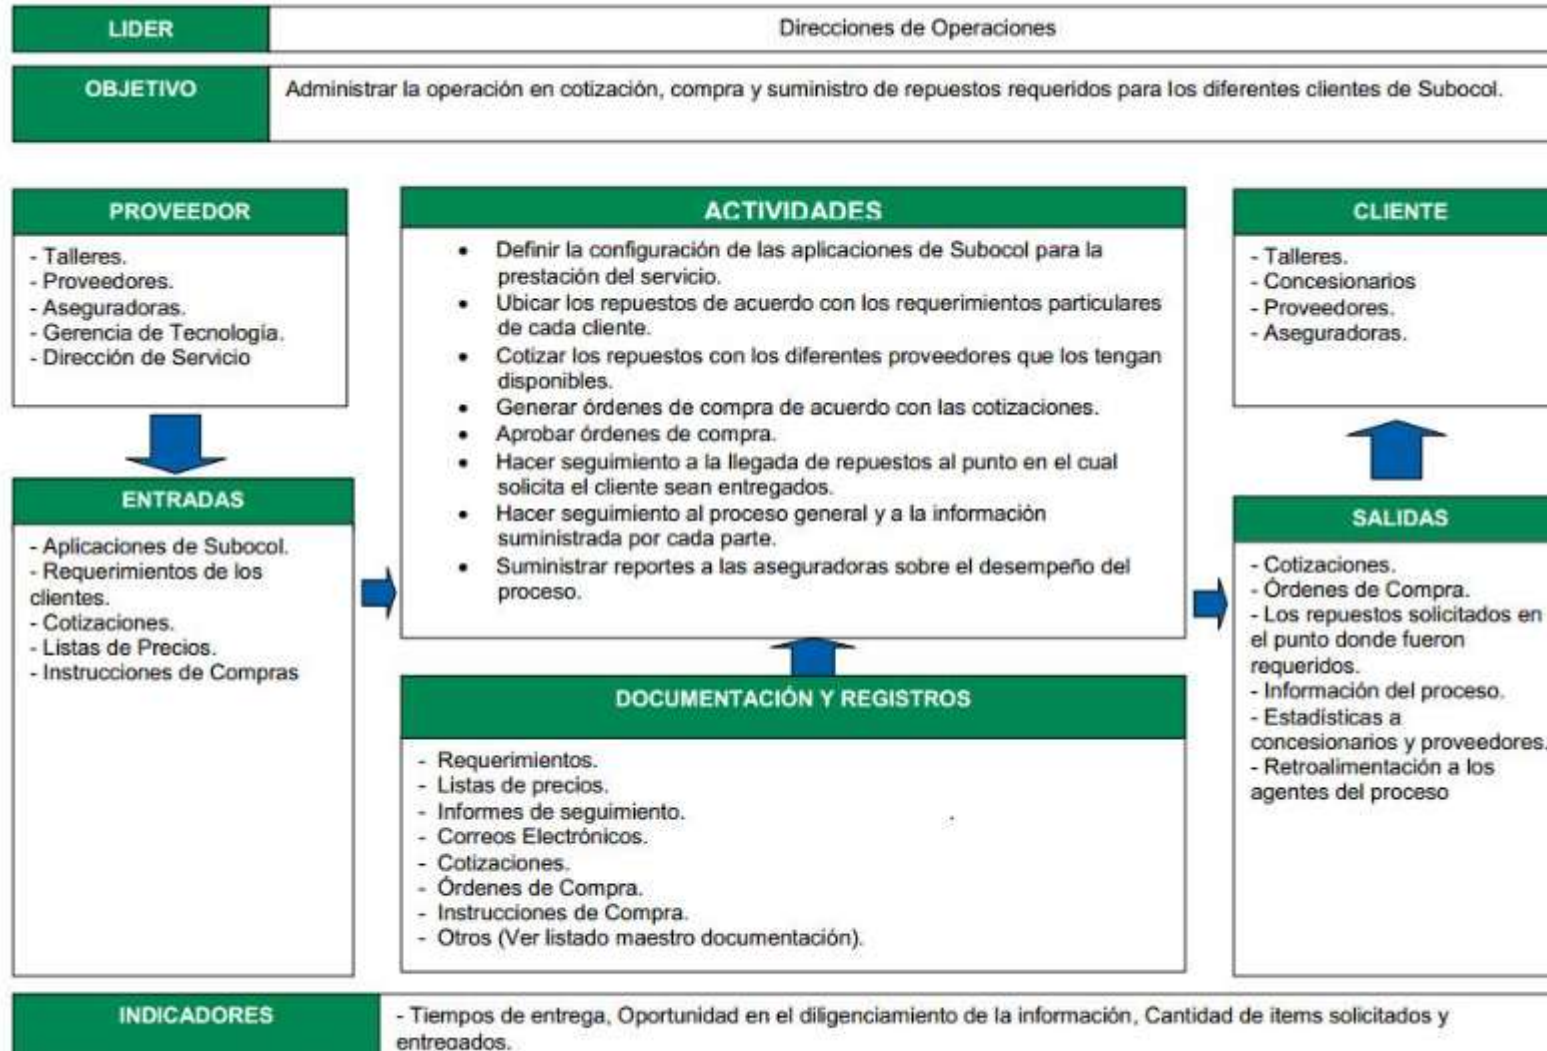 LIDER
Direcciones de Operaciones
OBJETIVO
Administrar la operación en cotización, compra y suministro de repuestos requeridos para los diferentes clientes de Subocol.
PROVEEDOR
- Talleres.
- Proveedores.
- Aseguradoras.
- Gerencia de Tecnología.
- Dirección de Servicio
ENTRADAS
- Aplicaciones de Subocol.
- Requerimientos de los
clientes.
- Cotizaciones.
- Listas de Precios.
- Instrucciones de Compras
ACTIVIDADES
• Definir la configuración de las aplicaciones de Subocol para la
prestación del servicio.
• Ubicar los repuestos de acuerdo con los requerimientos particulares
de cada cliente.
• Cotizar los repuestos con los diferentes proveedores que los tengan
disponibles.
• Generar órdenes de compra de acuerdo con las cotizaciones.
• Aprobar órdenes de compra.
• Hacer seguimiento a la llegada de repuestos al punto en el cual
solicita el cliente sean entregados.
• Hacer seguimiento al proceso general y a la información
suministrada por cada parte.
• Suministrar reportes a las aseguradoras sobre el desempeño del
proceso.
DOCUMENTACIÓN Y REGISTROS
- Requerimientos.
- Listas de precios.
- Informes de seguimiento.
- Correos Electrónicos.
- Cotizaciones.
- Órdenes de Compra.
- Instrucciones de Compra.
- Otros (Ver listado maestro documentación).
CLIENTE
- Talleres.
- Concesionarios
- Proveedores.
- Aseguradoras.
SALIDAS
- Cotizaciones.
- Órdenes de Compra.
- Los repuestos solicitados en
el punto donde fueron
requeridos.
- Información del proceso.
- Estadísticas a
concesionarios y proveedores.
- Retroalimentación a los
agentes del proceso
INDICADORES
- Tiempos de entrega, Oportunidad en el diligenciamiento de la información, Cantidad de items solicitados y
entregados.